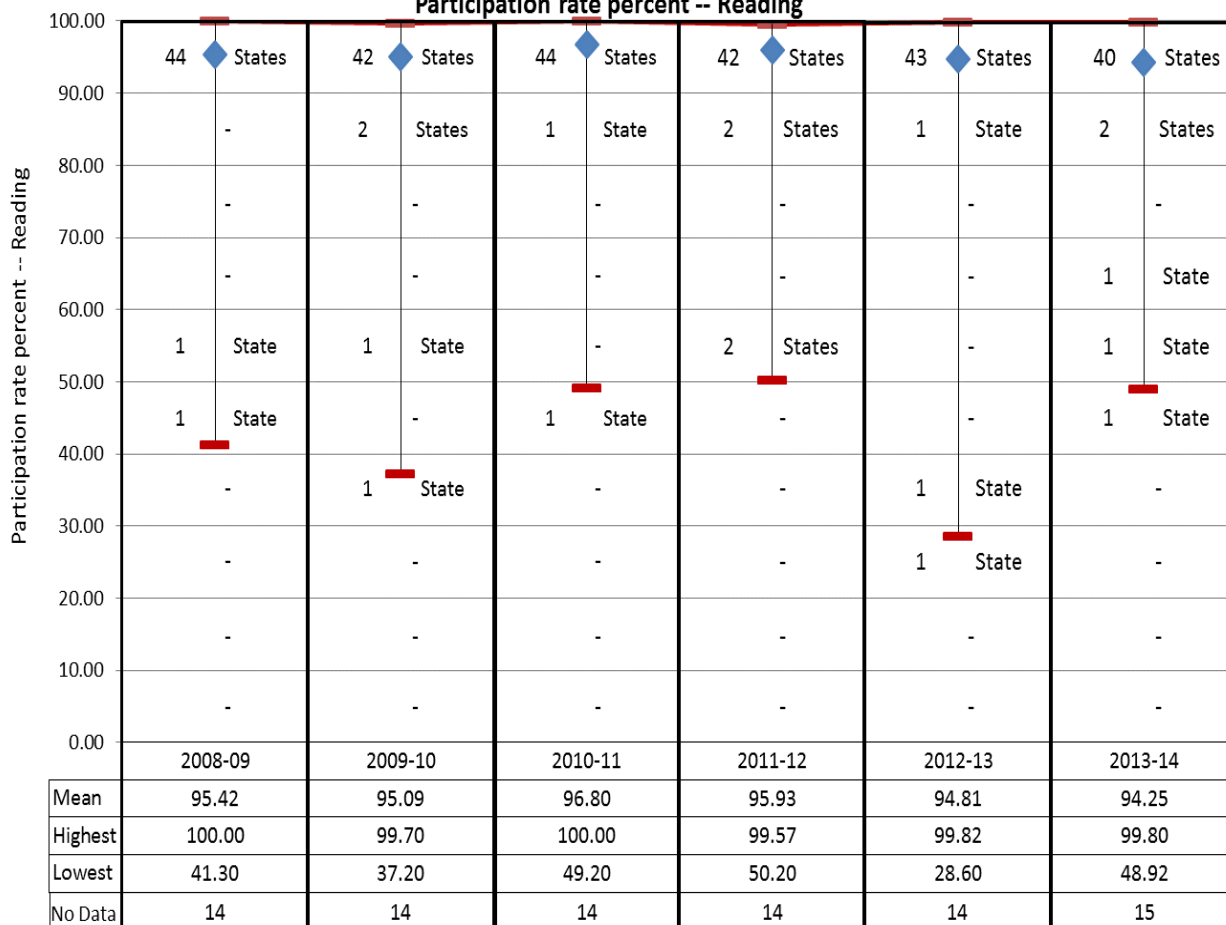 Participation rate percent -- Reading
Participation rate percent -- Reading
100.00
44 States 42 States 44 States 42 States 43 States 40 States
90.00
- 2 States 1 State 2 States 1 State 2 States
80.00
- - - - - -
70.00
- - - - - 1 State
60.00
1 State 1 State - 2 States - 1 State
50.00
1 State - 1 State - - 1 State
40.00
- 1 State - - 1 State -
30.00
- - - - 1 State -
20.00
- - - - - -
10.00
- - - - - -
0.00
2008-09 2009-10 2010-11 2011-12 2012-13 2013-14
Mean 95.42 95.09 96.80 95.93 94.81 94.25
Highest 100.00 99.70 100.00 99.57 99.82 99.80
Lowest 41.30 37.20 49.20 50.20 28.60 48.92
No Data 14 14 14 14 14 15